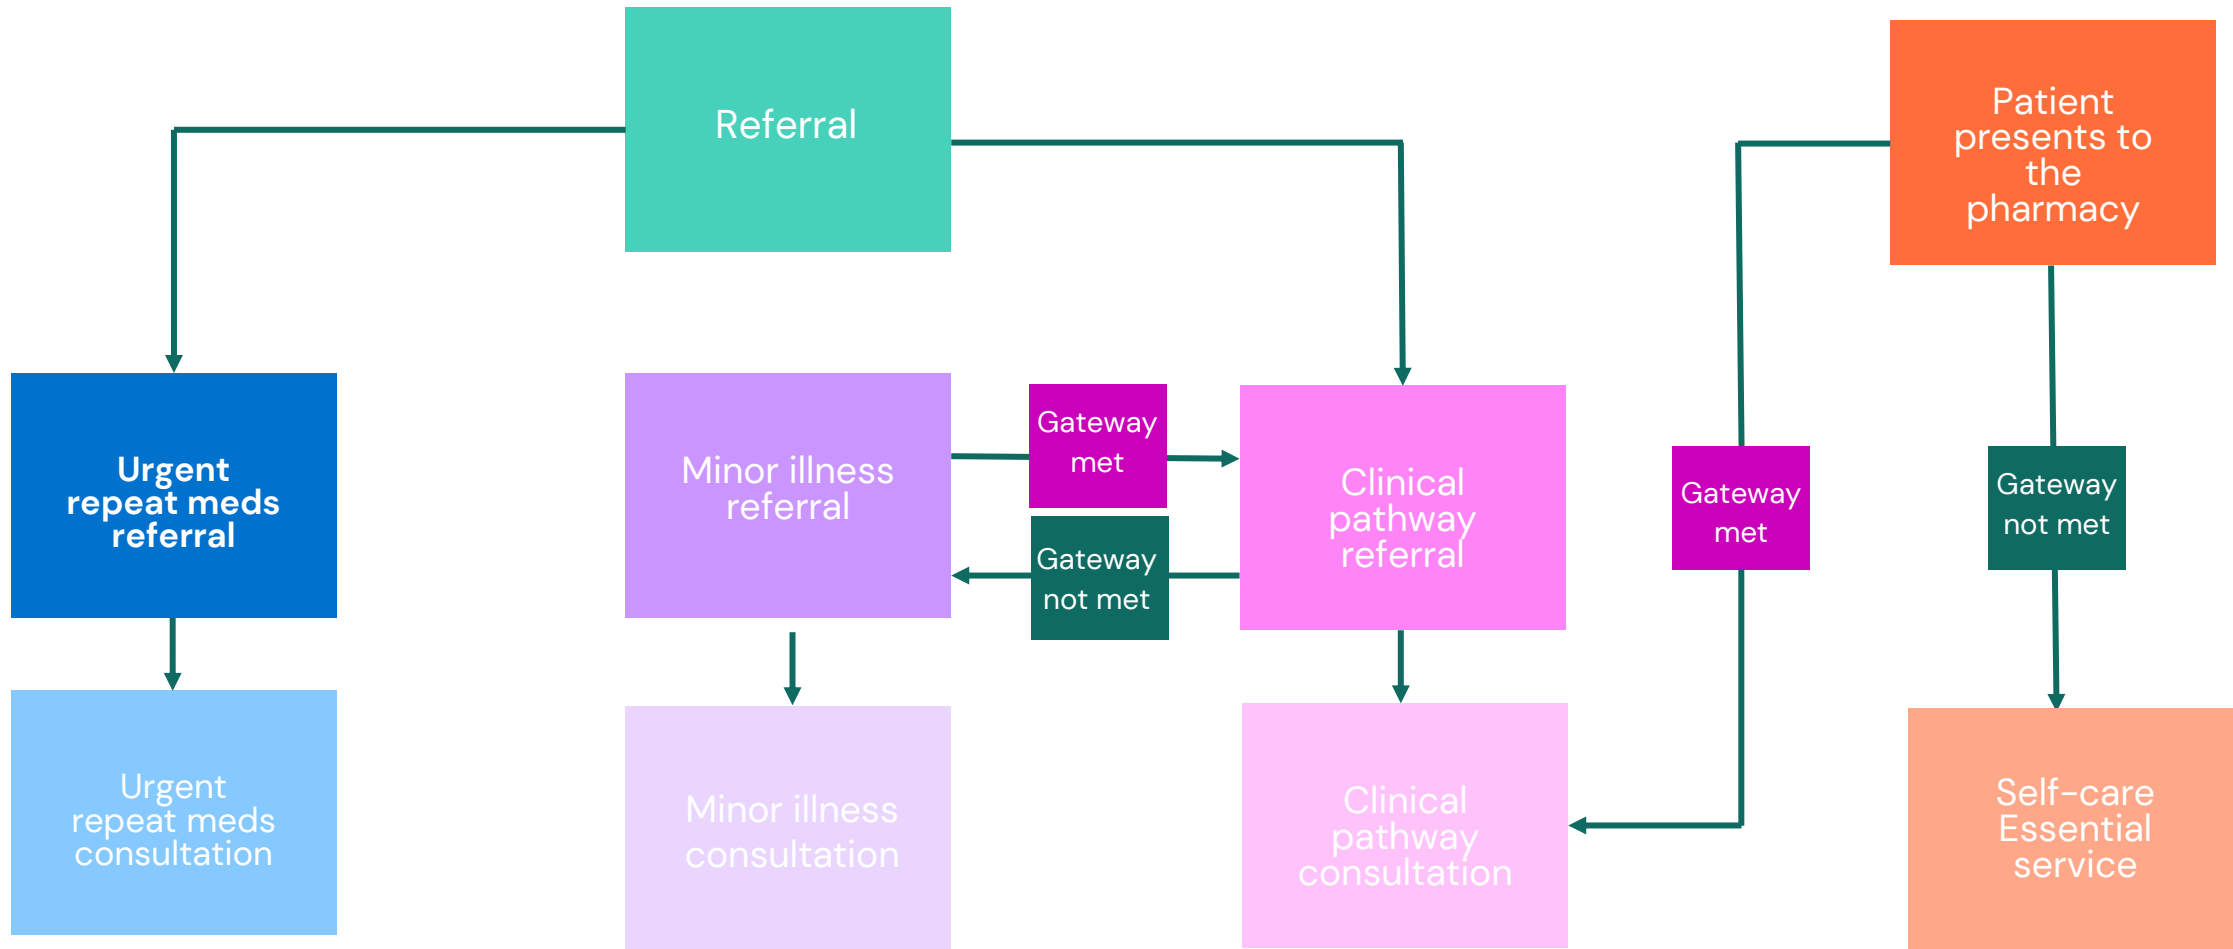 Referral
Patient
presents to
the
pharmacy
Urgent
repeat meds
referral
Minor illness
referral
Gateway
met
Gateway
not met
Clinical
pathway
referral
Gateway
met
Gateway
not met
Urgent
repeat meds
consultation
Minor illness
consultation
Clinical
pathway
consultation
Self-care
Essential
service